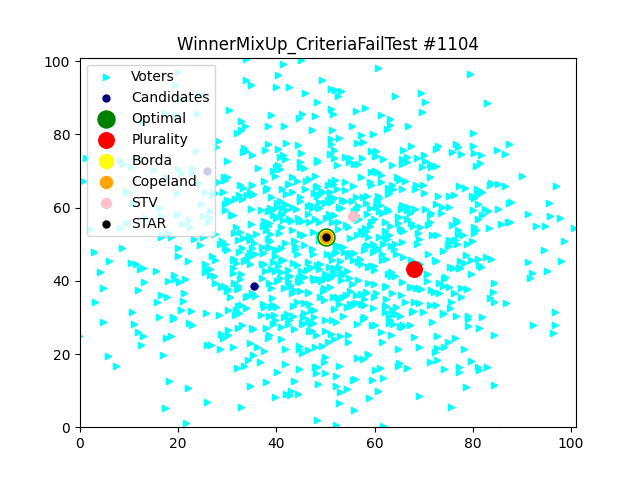 WinnerMixUp_CriteriaFailTest #1104
100
80
60
40
20
0
Voters
Candidates
Optimal
Plurality
Borda
Copeland
STV
STAR
0 20 40 60 80 100